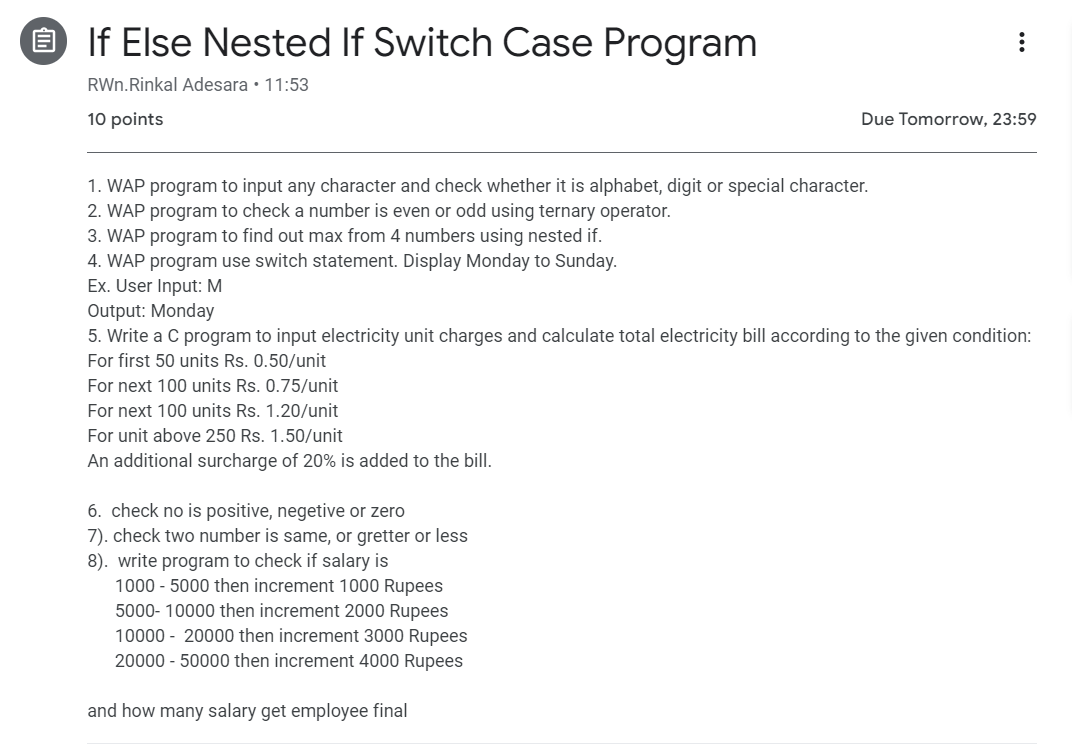 If Else Nested If Switch Case Program
RWn.Rinkal Adesara • 11:53
10 points
Due Tomorrow, 23:59
1. WAP program to input any character and check whether it is alphabet, digit or special character.
2. WAP program to check a number is even or odd using ternary operator.
3. WAP program to find out max from 4 numbers using nested if.
4. WAP program use switch statement. Display Monday to Sunday.
Ex. User Input: M
Output: Monday
5. Write a C program to input electricity unit charges and calculate total electricity bill according to the given condition:
For first 50 units Rs. 0.50/unit
For next 100 units Rs. 0.75/unit
For next 100 units Rs. 1.20/unit
For unit above 250 Rs. 1.50/unit
An additional surcharge of 20% is added to the bill.
6. check no is positive, negetive or zero
7). check two number is same, or gretter or less
8). write program to check if salary is
1000 - 5000 then increment 1000 Rupees
5000- 10000 then increment 2000 Rupees
10000 - 20000 then increment 3000 Rupees
20000 - 50000 then increment 4000 Rupees
and how many salary get employee final